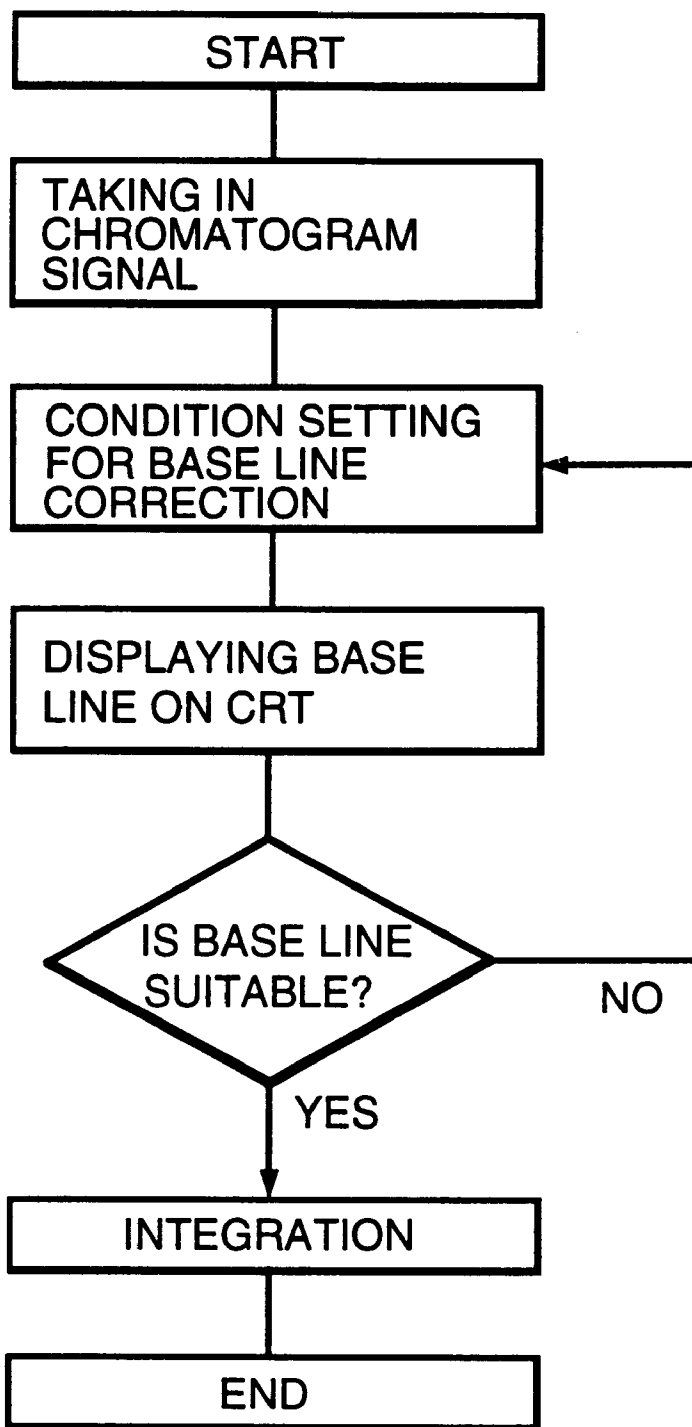 START
TAKING IN
CHROMATOGRAM
SIGNAL
CONDITION SETTING
FOR BASE LINE
CORRECTION
DISPLAYING BASE
LINE ON CRT
IS BASE LINE
SUITABLE?
NO
YES
INTEGRATION
END